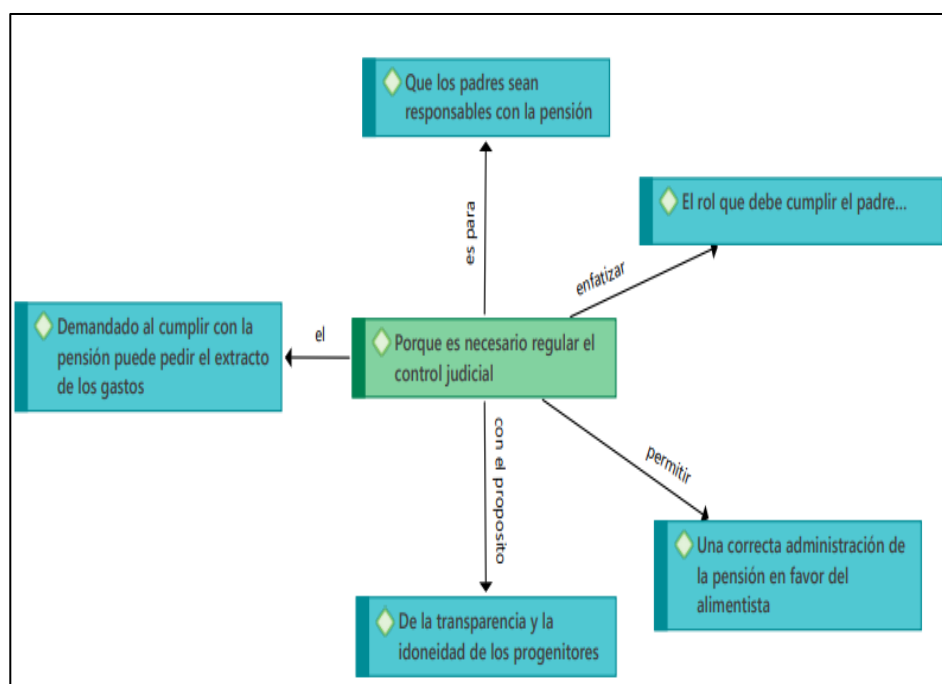 Que los padres sean
responsables con la pensión
es para
El rol que debe cumplir el padre...
enfatizar
Demandado al cumplir con la
pensión puede pedir el extracto
de los gastos
el
Porque es necesario regular el
control judicial
con el proposito
permitir
Una correcta administración de
la pensión en favor del
alimentista
De la transparencia y la
idoneidad de los progenitores